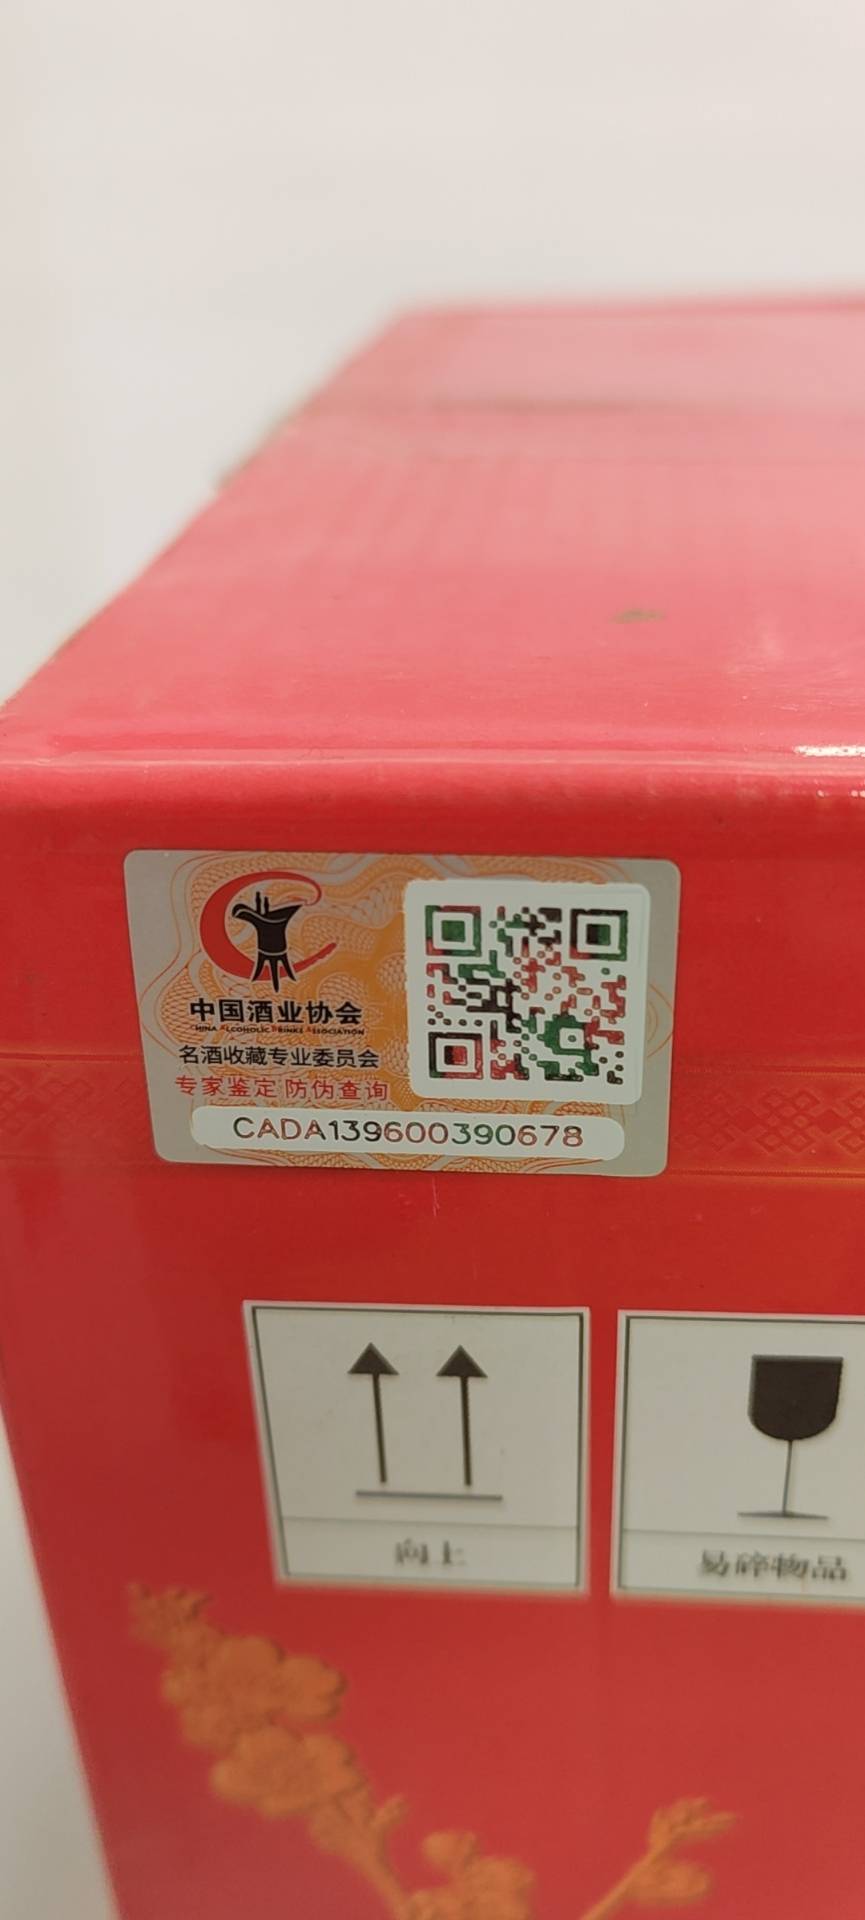 中国酒业协会
CHINA ALCOHOLIC DRINKS ASSOCIATION
名酒收藏专业委员会
专家鉴定 防伪查询
CADA139600390678
向上
易碎物品